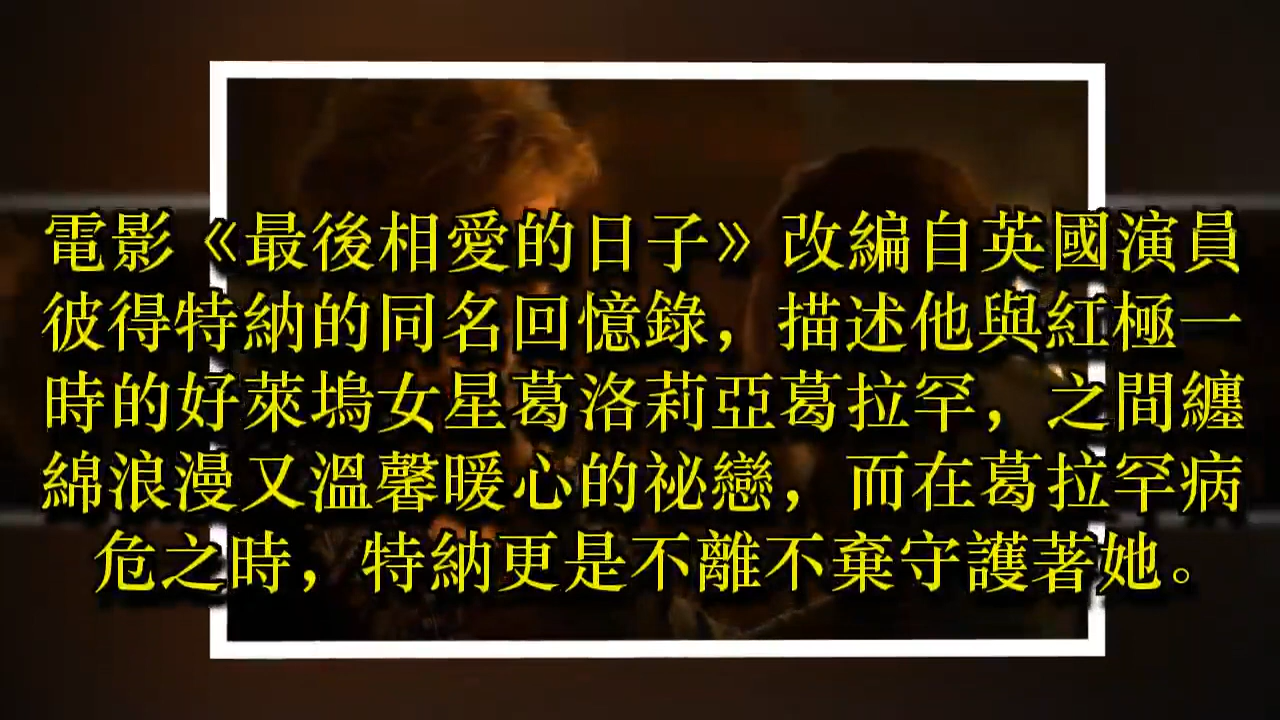 電影《最後相愛的日子》改編自英國演員
彼得特納的同名回憶錄，描述他與紅極一
時的好萊塢女星葛洛莉亞葛拉罕，之間纏
綿浪漫又溫馨暖心的祕戀，而在葛拉罕病
危之時，特納更是不離不棄守護著她。